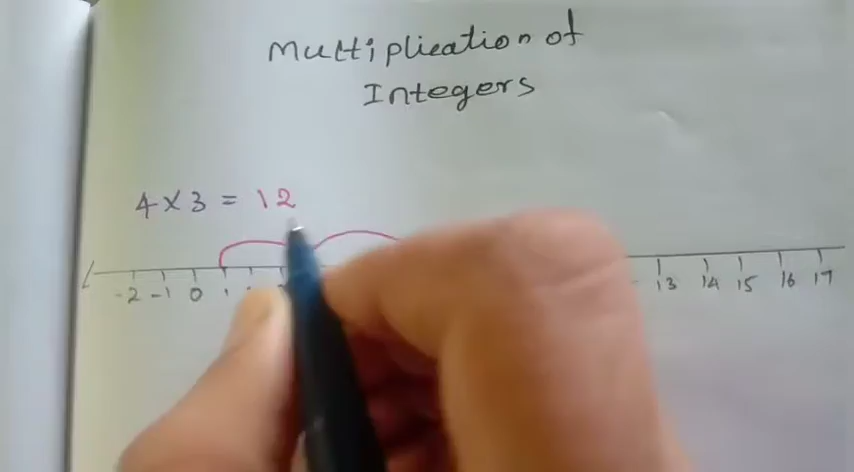 Multiplication of
Integers
4 × 3 = 12
-2 -1 0 1 13 14 15 16 17